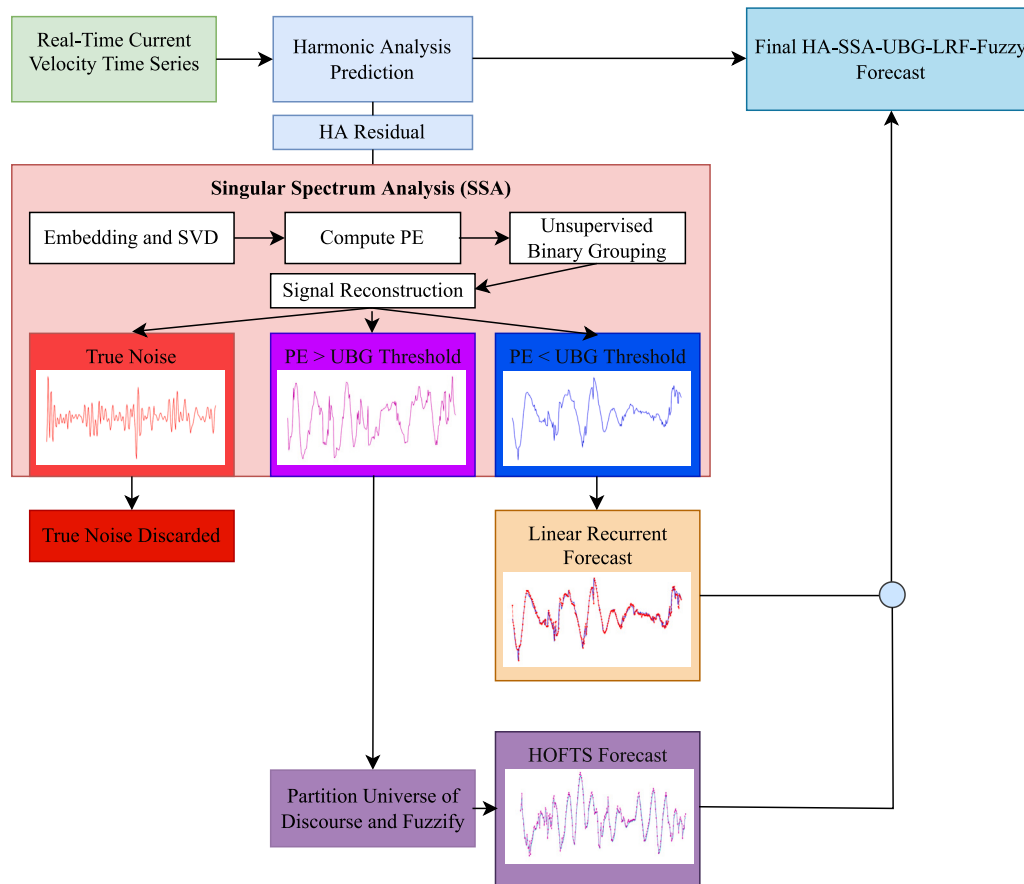 Real-Time Current
Velocity Time Series
Harmonic Analysis
Prediction
Final HA-SSA-UBG-LRF-Fuzzy
Forecast
HA Residual
Singular Spectrum Analysis (SSA)
Embedding and SVD
Compute PE
Unsupervised
Binary Grouping
Signal Reconstruction
True Noise
PE > UBG Threshold
PE < UBG Threshold
True Noise Discarded
Linear Recurrent
Forecast
Partition Universe of
Discourse and Fuzzify
HOFTS Forecast